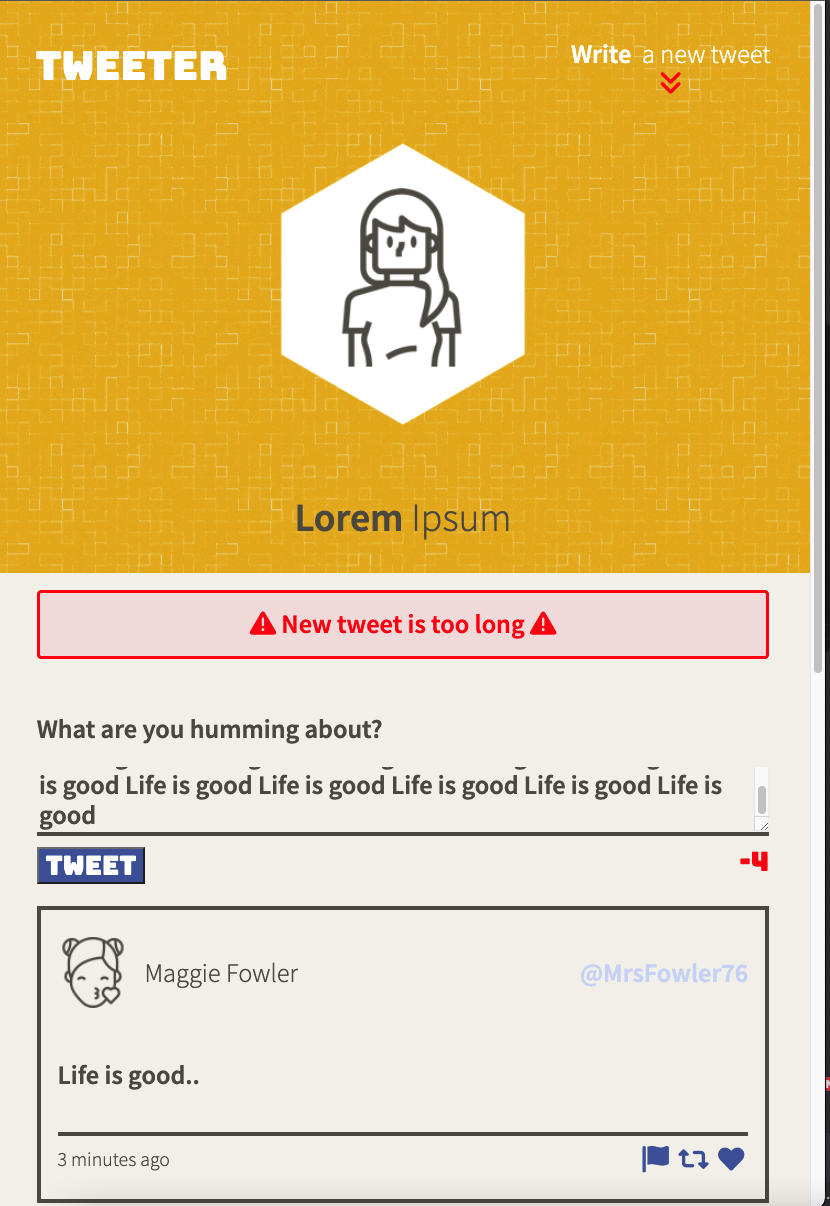 TWEETER
Write a new tweet
Lorem Ipsum
New tweet is too long
What are you humming about?
is good Life is good Life is good Life is good Life is good Life is
good
TWEET
-4
Maggie Fowler
@MrsFowler76
Life is good..
3 minutes ago